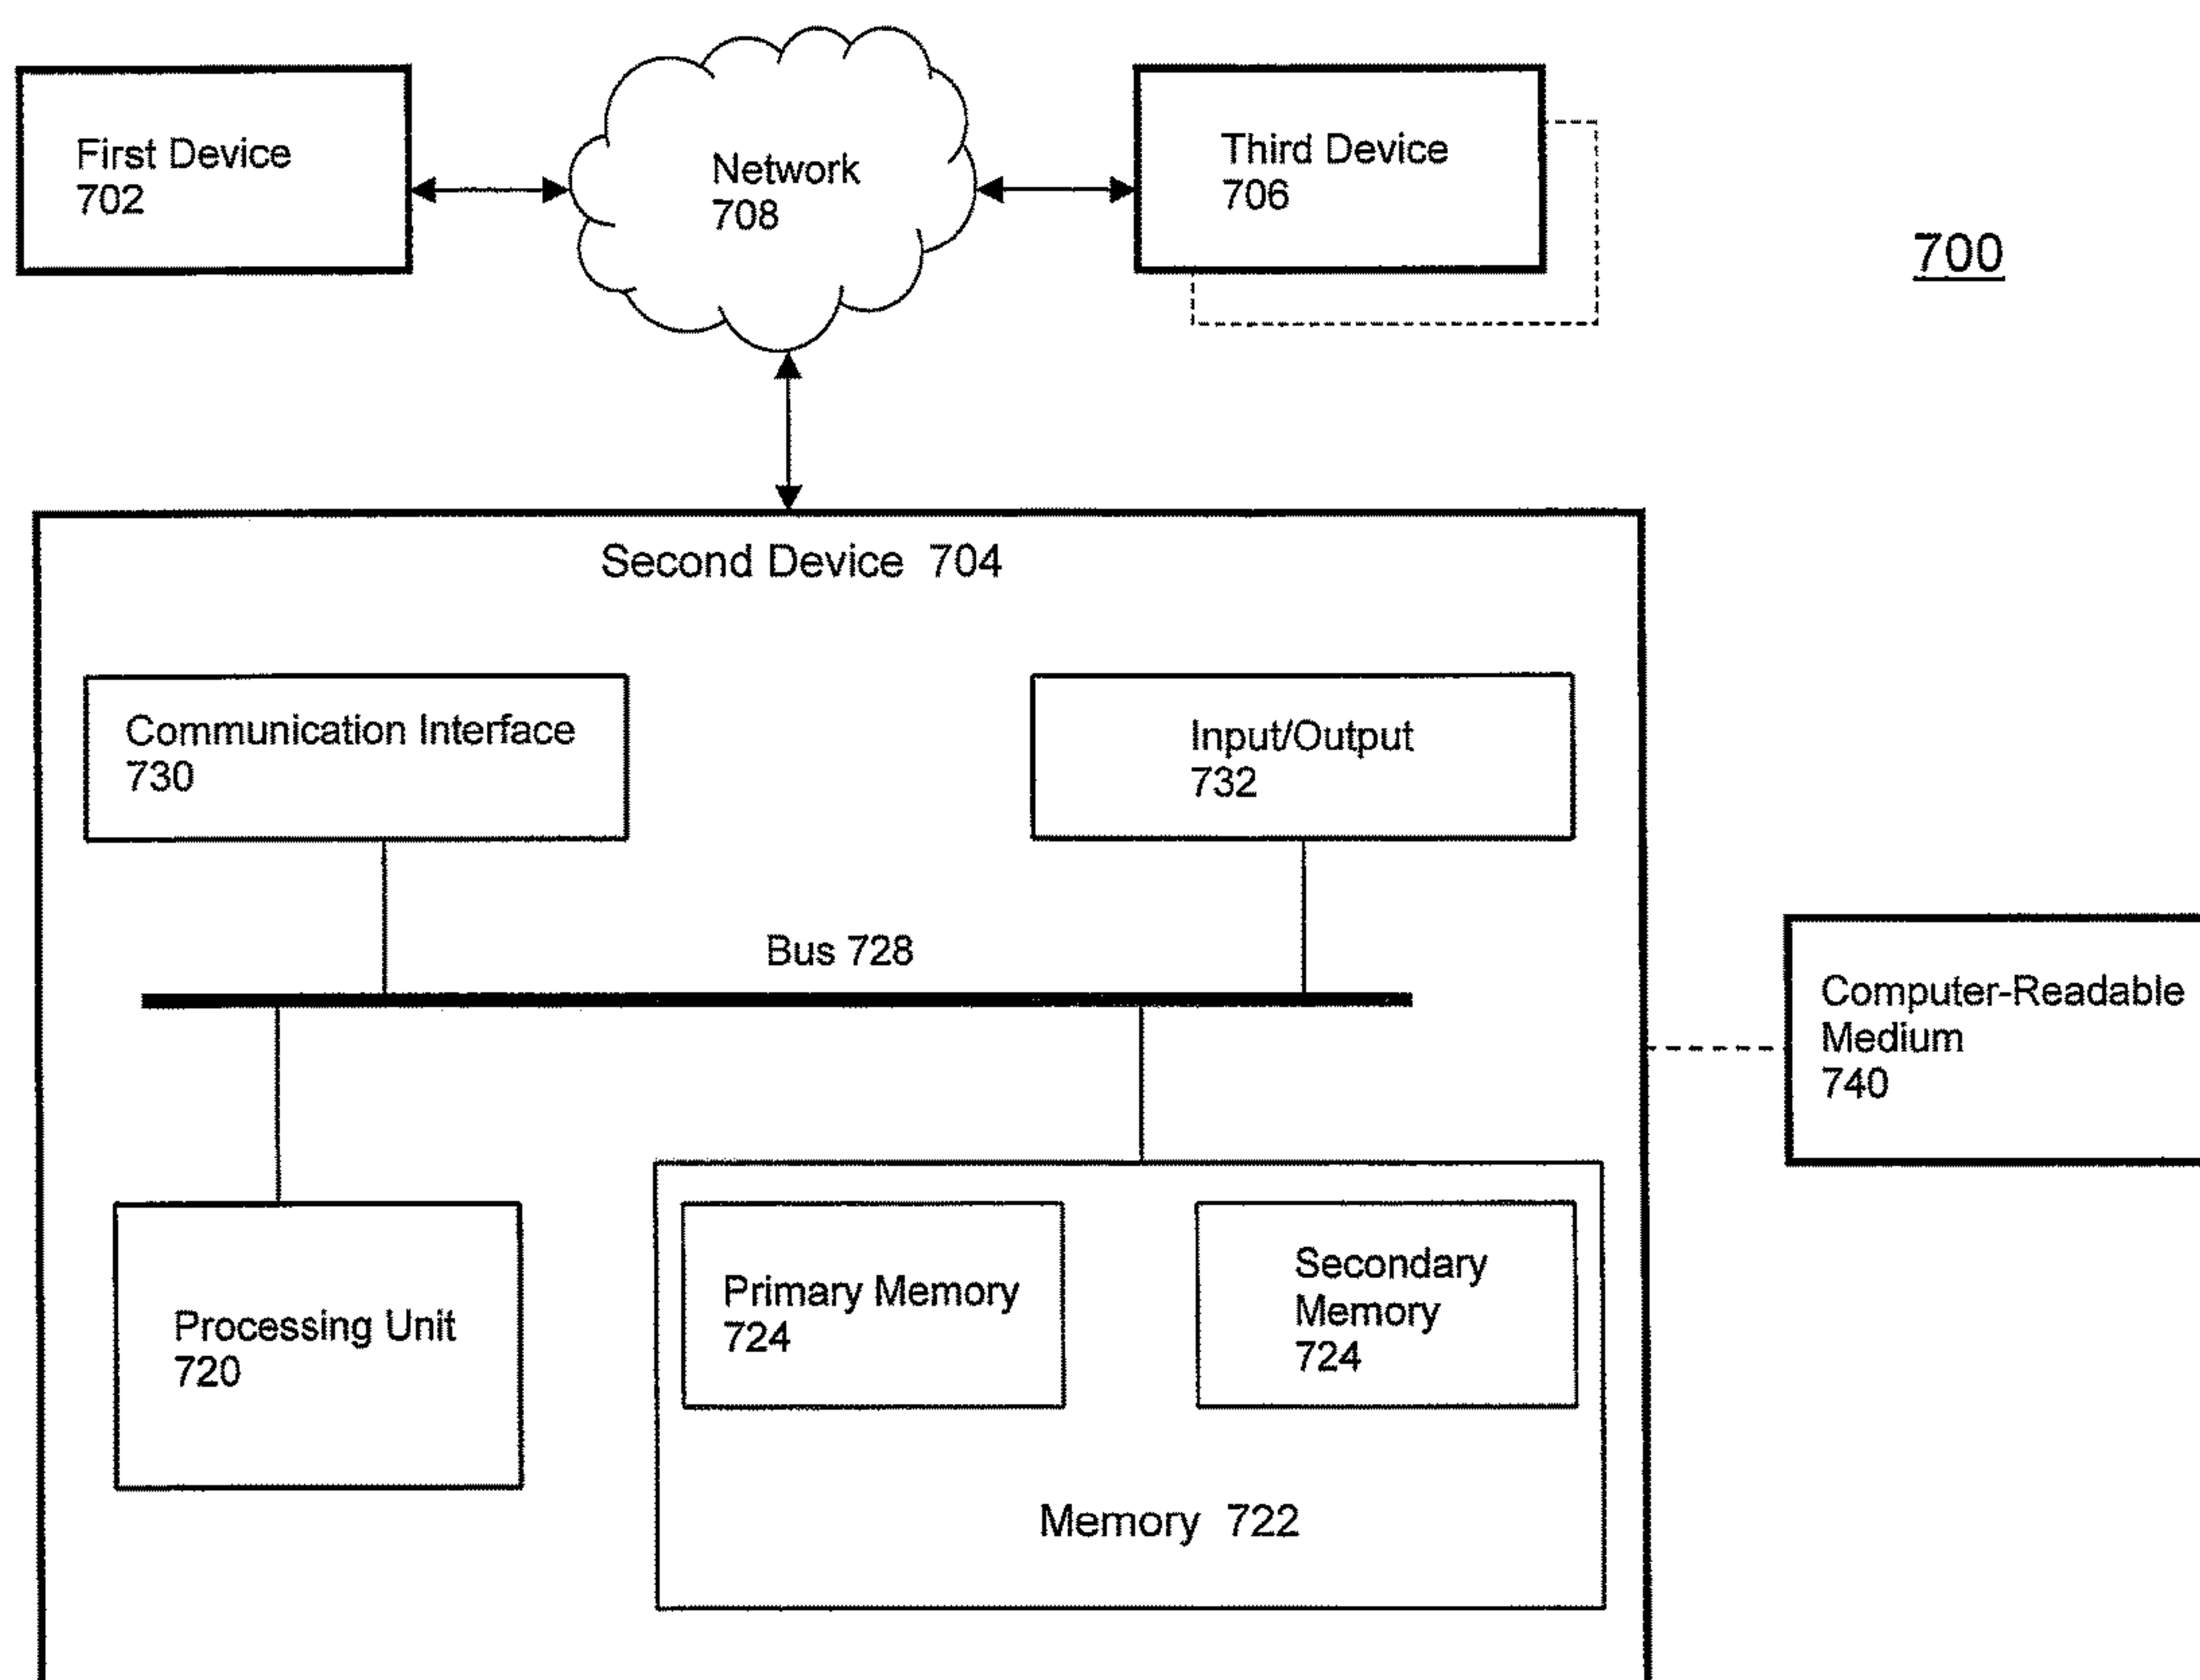 First Device
702
Network
708
Third Device
706
700
Second Device 704
Communication Interface
730
Input/Output
732
Bus 728
Computer-Readable
Medium
740
Processing Unit
720
Primary Memory
724
Secondary
Memory
724
Memory 722